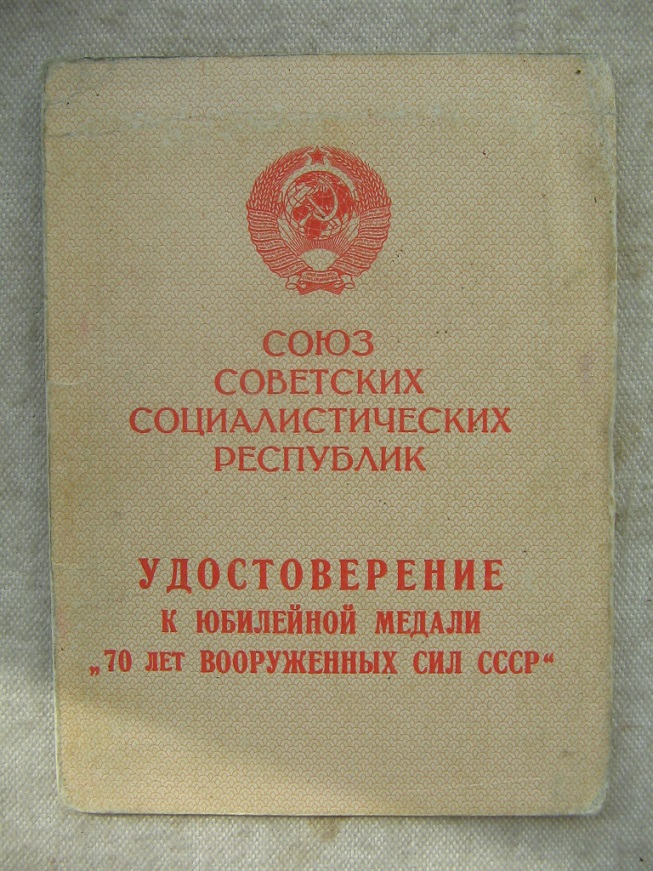 СОЮЗ
СОВЕТСКИХ
СОЦИАЛИСТИЧЕСКИХ
РЕСПУБЛИК
УДОСТОВЕРЕНИЕ
К ЮБИЛЕЙНОЙ МЕДАЛИ
„70 ЛЕТ ВООРУЖЕННЫХ СИЛ СССР“